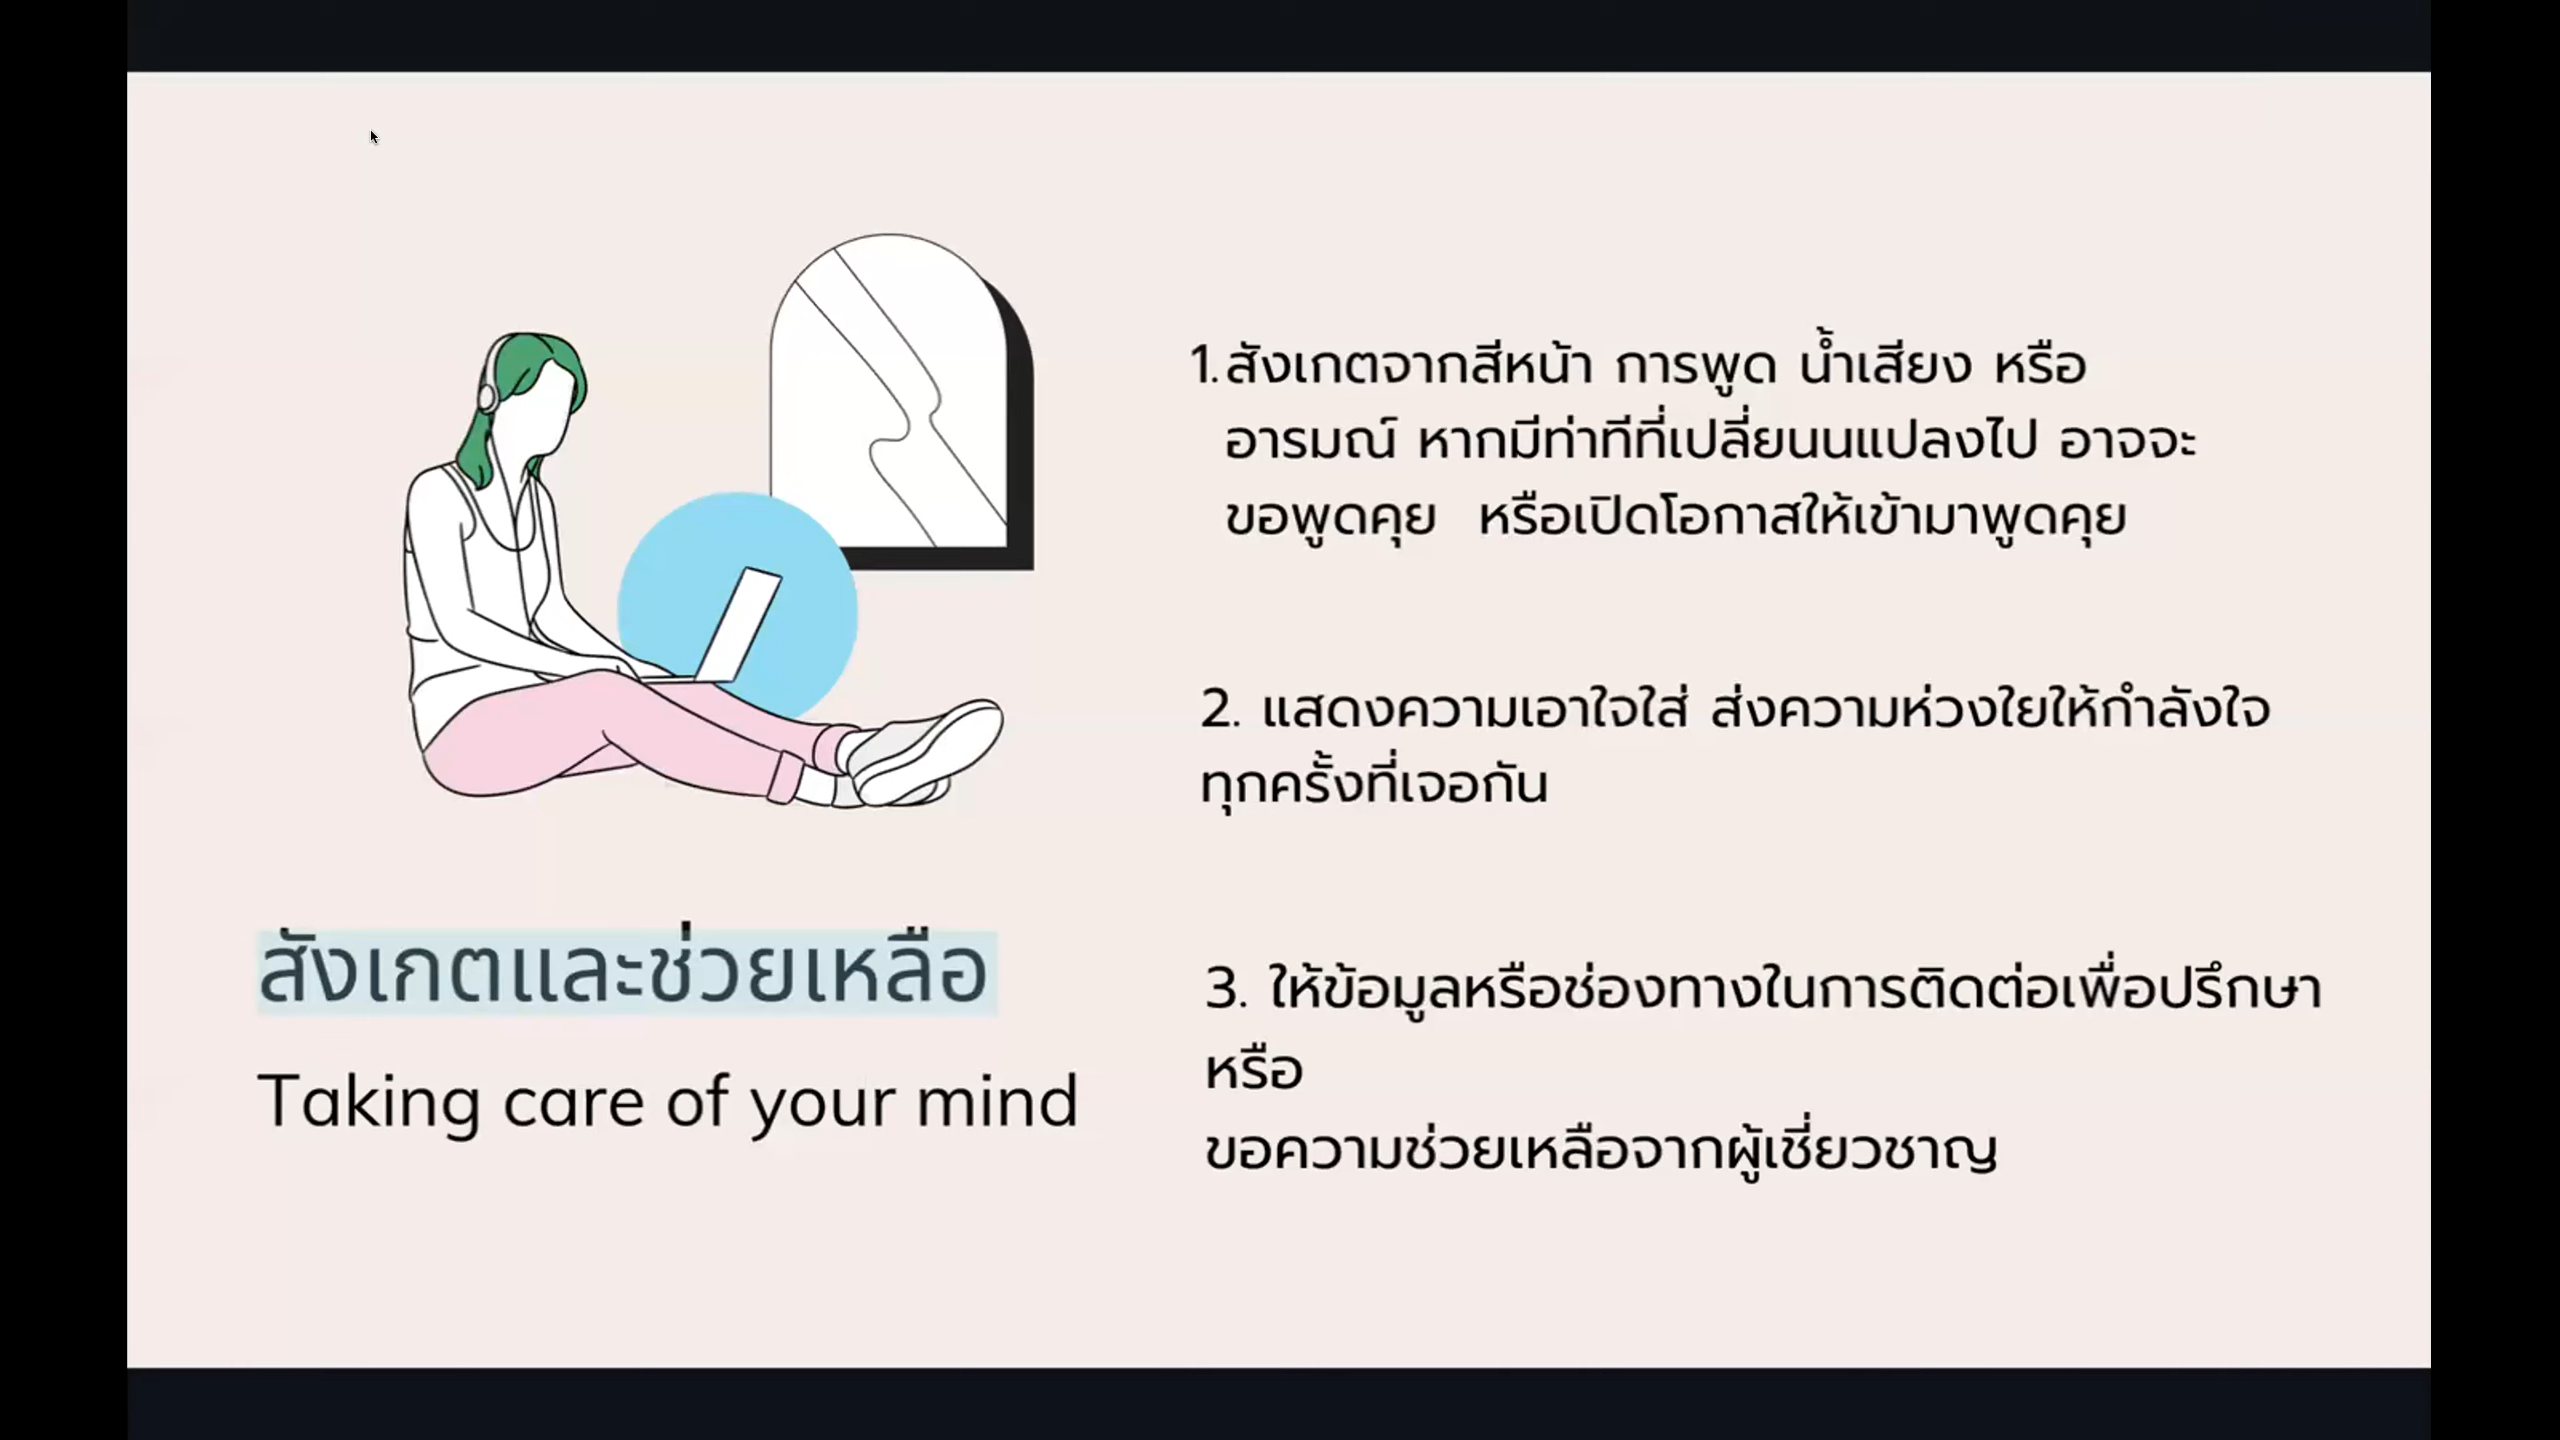 สังเกตและช่วยเหลือ
Taking care of your mind
1.สังเกตจากสีหน้า การพูด น้ำเสียง หรือ
อารมณ์ หากมีท่าทีที่เปลี่ยนนแปลงไป อาจจะ
ขอพูดคุย หรือเปิดโอกาสให้เข้ามาพูดคุย
2. แสดงความเอาใจใส่ ส่งความห่วงใยให้กำลังใจ
ทุกครั้งที่เจอกัน
3. ให้ข้อมูลหรือช่องทางในการติดต่อเพื่อปรึกษา
หรือ
ขอความช่วยเหลือจากผู้เชี่ยวชาญ